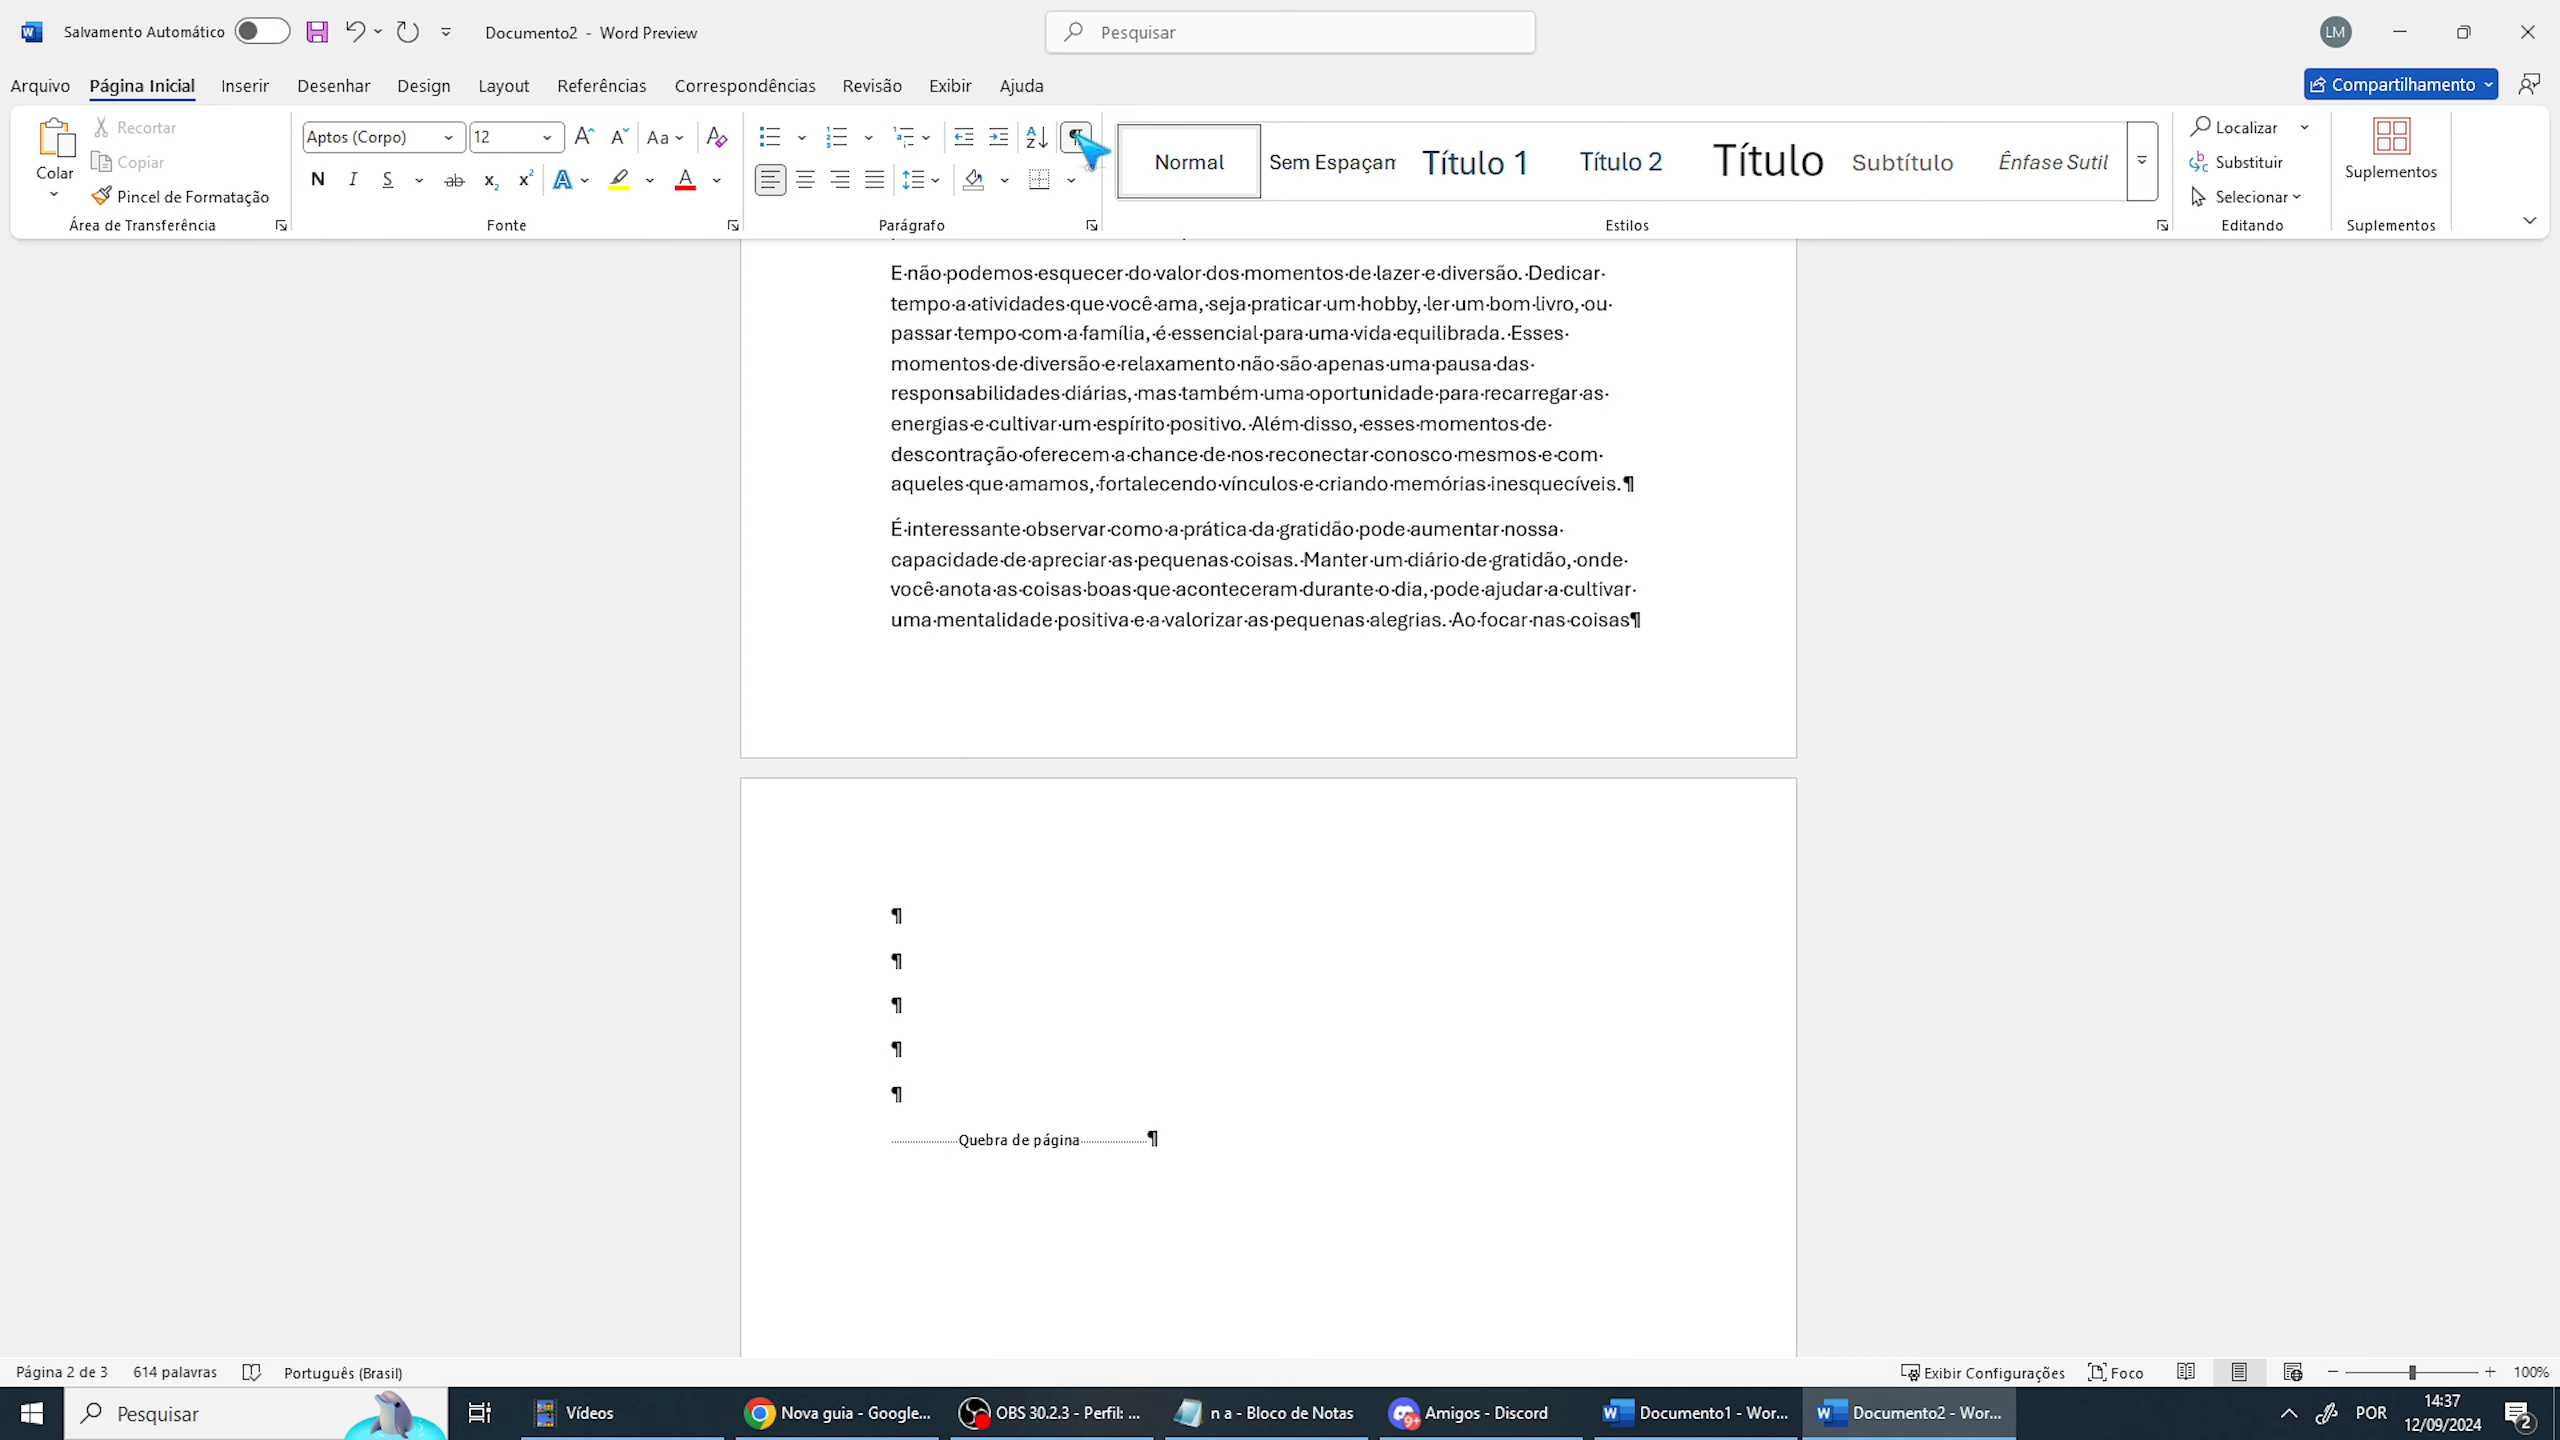 Salvamento Automático Documento2 - Word Preview Pesquisar LM
Arquivo Página Inicial Inserir Desenhar Design Layout Referências Correspondências Revisão Exibir Ajuda Compartilhamento
Colar Recortar Copiar Pincel de Formatação
Área de Transferência
Aptos (Corpo) 12 Aa
N I S ab x₂ x² A A
Fonte
Parágrafo
Normal Sem Espaçam Título 1 Título 2 Título Subtítulo Ênfase Sutil
Estilos
Localizar
Substituir
Selecionar
Editando
Suplementos
Suplementos
E·não·podemos·esquecer·do·valor·dos·momentos·de·lazer·e·diversão.·Dedicar·
tempo·a·atividades·que·você·ama,·seja·praticar·um·hobby,·ler·um·bom·livro,·ou·
passar·tempo·com·a·família,·é·essencial·para·uma·vida·equilibrada.·Esses·
momentos·de·diversão·e·relaxamento·não·são·apenas·uma·pausa·das·
responsabilidades·diárias,·mas·também·uma·oportunidade·para·recarregar·as·
energias·e·cultivar·um·espírito·positivo.·Além·disso,·esses·momentos·de·
descontração·oferecem·a·chance·de·nos·reconectar·conosco·mesmos·e·com·
aqueles·que·amamos,·fortalecendo·vínculos·e·criando·memórias·inesquecíveis.¶
É·interessante·observar·como·a·prática·da·gratidão·pode·aumentar·nossa·
capacidade·de·apreciar·as·pequenas·coisas.·Manter·um·diário·de·gratidão,·onde·
você·anota·as·coisas·boas·que·aconteceram·durante·o·dia,·pode·ajudar·a·cultivar·
uma·mentalidade·positiva·e·a·valorizar·as·pequenas·alegrias.·Ao·focar·nas·coisas¶
¶
¶
¶
¶
¶
Quebra de página¶
Página 2 de 3 614 palavras Português (Brasil) Exibir Configurações Foco 100%
Pesquisar Vídeos Nova guia - Google... OBS 30.2.3 - Perfil: ... n a - Bloco de Notas Amigos - Discord Documento1 - Wor... Documento2 - Wor... POR 14:37
12/09/2024 2